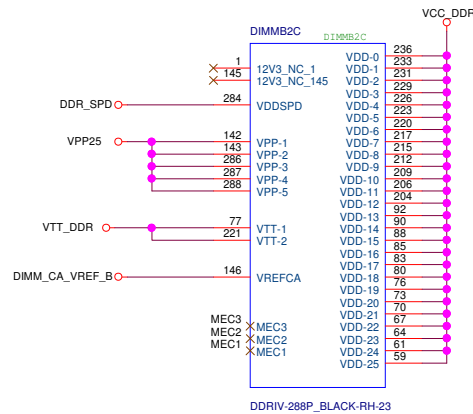 VCC_DDR
DIMMB2C
DIMMB2C
1 12V3_NC_1
145 12V3_NC_145
DDR_SPD 284 VDDSPD
VPP25 142 VPP-1
143 VPP-2
286 VPP-3
287 VPP-4
288 VPP-5
VTT_DDR 77 VTT-1
221 VTT-2
DIMM_CA_VREF_B 146 VREFCA
MEC3 MEC3
MEC2 MEC2
MEC1 MEC1
VDD-0 236
VDD-1 233
VDD-2 231
VDD-3 229
VDD-4 226
VDD-5 223
VDD-6 220
VDD-7 217
VDD-8 215
VDD-9 212
VDD-10 209
VDD-11 206
VDD-12 204
VDD-13 92
VDD-14 90
VDD-15 88
VDD-16 85
VDD-17 83
VDD-18 80
VDD-19 76
VDD-20 73
VDD-21 70
VDD-22 67
VDD-23 64
VDD-24 61
VDD-25 59
DDRIV-288P_BLACK-RH-23